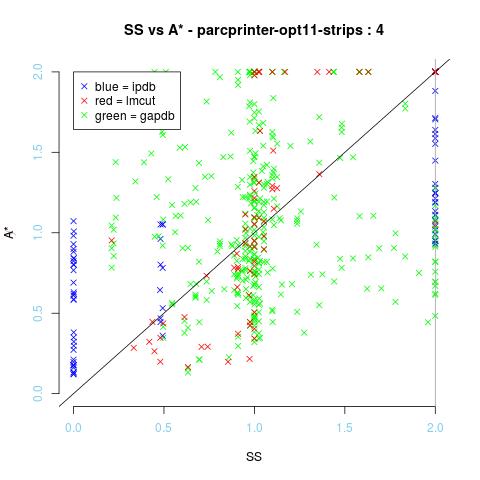 SS vs A* - parcprinter-opt11-strips : 4
2.0
blue = lpdb
red = lmcut
green = gapdb
1.5
A*
1.0
0.5
0.0
0.0 0.5 1.0 1.5 2.0
SS